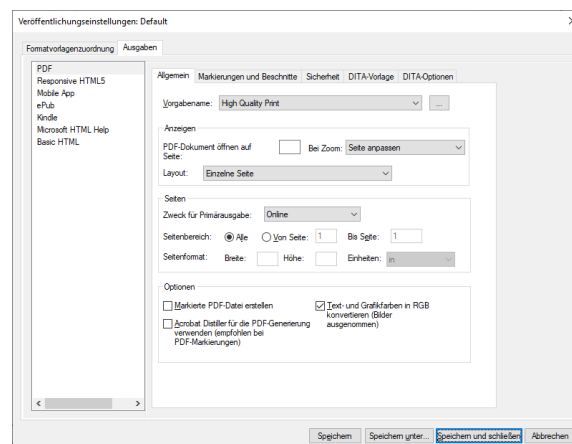 Veröffentlichungseinstellungen: Default
Formatvorlagenzuordnung Ausgaben
PDF
Responsive HTML5
Mobile App
ePub
Kindle
Microsoft HTML Help
Basic HTML
Allgemein Markierungen und Beschnitte Sicherheit DITA-Vorlage DITA-Optionen
Vorgabename: High Quality Print ...
Anzeigen
PDF-Dokument öffnen auf Seite: Bei Zoom: Seite anpassen
Layout: Einzelne Seite
Seiten
Zweck für Primärausgabe: Online
Seitenbereich: Alle Von Seite: 1 Bis Seite: 1
Seitenformat: Breite: Höhe: Einheiten: in
Optionen
Markierte PDF-Datei erstellen
Acrobat Distiller für die PDF-Generierung
verwenden (empfohlen bei
PDF-Markierungen)
Text- und Grafikfarben in RGB
konvertieren (Bilder
ausgenommen)
Speichern Speichern unter... Speichern und schließen Abbrechen